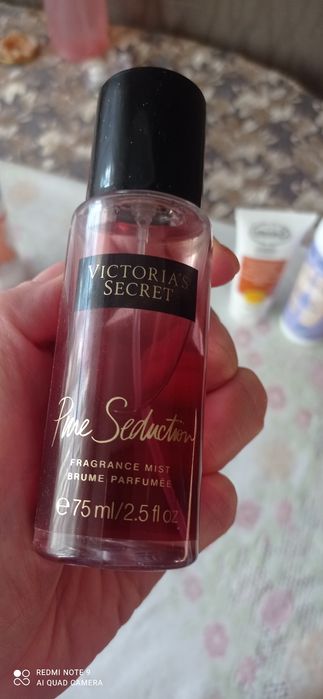 VICTORIA'S
SECRET
Pure Seduction
FRAGRANCE MIST
BRUME PARFUMÉE
e 75 ml/2.5 fl oz
REDMI NOTE 9
AI QUAD CAMERA